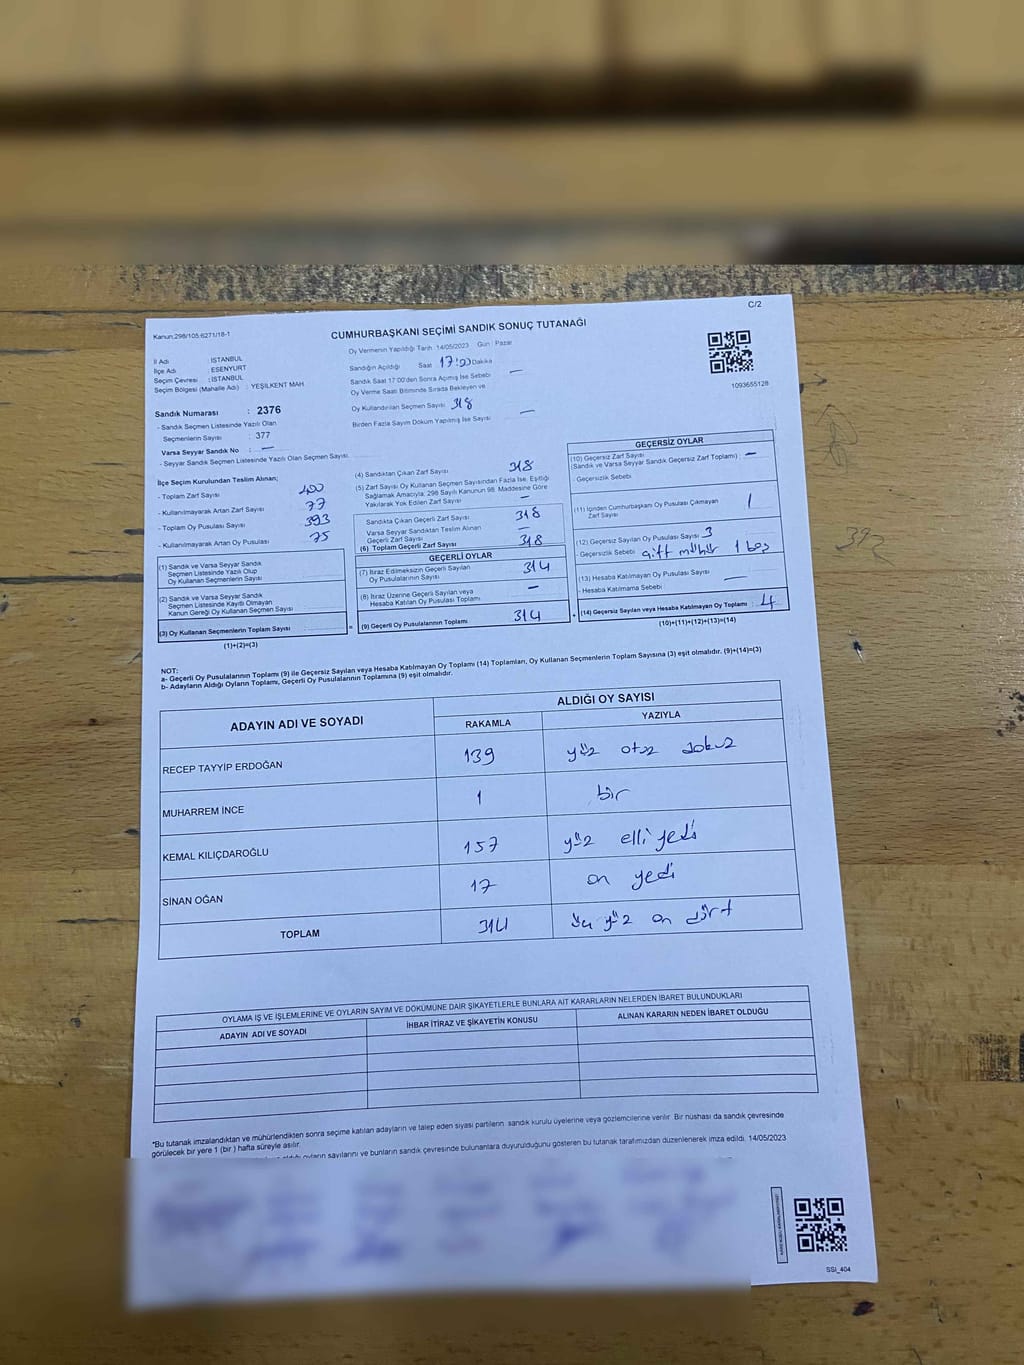 C/2
Kanun;298/105;6271/18-1
CUMHURBAŞKANI SEÇİMİ SANDIK SONUÇ TUTANAĞI
İl Adı : İSTANBUL
İlçe Adı : ESENYURT
Seçim Çevresi : İSTANBUL
Seçim Bölgesi (Mahalle Adı) : YEŞİLKENT MAH
Sandık Numarası : 2376
- Sandık Seçmen Listesinde Yazılı Olan
Seçmenlerin Sayısı : 377
Varsa Seyyar Sandık No : —
- Seyyar Sandık Seçmen Listesinde Yazılı Olan Seçmen Sayısı
Oy Vermenin Yapıldığı Tarih : 14/05/2023 Gün : Pazar
Sandığın Açıldığı Saat 17:00 Dakika
Sandık Saat 17:00'den Sonra Açılmış İse Sebebi —
Oy Verme Saati Bitiminde Sırada Bekleyen ve
Oy Kullandırılan Seçmen Sayısı 318
Birden Fazla Sayım Döküm Yapılmış İse Sayısı —
1093655128
İlçe Seçim Kurulundan Teslim Alınan;
- Toplam Zarf Sayısı 400
- Kullanılmayarak Artan Zarf Sayısı 77
- Toplam Oy Pusulası Sayısı 393
- Kullanılmayarak Artan Oy Pusulası 75
(1) Sandık ve Varsa Seyyar Sandık
Seçmen Listesinde Yazılı Olup
Oy Kullanan Seçmenlerin Sayısı
(2) Sandık ve Varsa Seyyar Sandık
Seçmen Listesinde Kayıtlı Olmayan
Kanun Gereği Oy Kullanan Seçmen Sayısı
(3) Oy Kullanan Seçmenlerin Toplam Sayısı
(1)+(2)=(3)
(4) Sandıktan Çıkan Zarf Sayısı 318
(5) Zarf Sayısı Oy Kullanan Seçmen Sayısından Fazla İse, Eşitliği
Sağlamak Amacıyla; 298 Sayılı Kanunun 98. Maddesine Göre
Yakılarak Yok Edilen Zarf Sayısı —
Sandıkta Çıkan Geçerli Zarf Sayısı 318
Varsa Seyyar Sandıktan Teslim Alınan
Geçerli Zarf Sayısı —
(6) Toplam Geçerli Zarf Sayısı 318
GEÇERLİ OYLAR
(7) İtiraz Edilmeksizin Geçerli Sayılan
Oy Pusulalarının Sayısı 314
(8) İtiraz Üzerine Geçerli Sayılan veya
Hesaba Katılan Oy Pusulası Toplamı —
= (9) Geçerli Oy Pusulalarının Toplamı 314
GEÇERSİZ OYLAR
(10) Geçersiz Zarf Sayısı
(Sandık ve Varsa Seyyar Sandık Geçersiz Zarf Toplamı) : —
- Geçersizlik Sebebi
(11) İçinden Cumhurbaşkanı Oy Pusulası Çıkmayan
Zarf Sayısı 1
(12) Geçersiz Sayılan Oy Pusulası Sayısı 3
- Geçersizlik Sebebi çift mühür 1 boş
(13) Hesaba Katılmayan Oy Pusulası Sayısı
- Hesaba Katılmama Sebebi —
+ (14) Geçersiz Sayılan veya Hesaba Katılmayan Oy Toplamı : 4
(10)+(11)+(12)+(13)=(14)
392
NOT:
a- Geçerli Oy Pusulalarının Toplamı (9) ile Geçersiz Sayılan veya Hesaba Katılmayan Oy Toplamı (14) Toplamları, Oy Kullanan Seçmenlerin Toplam Sayısına (3) eşit olmalıdır. (9)+(14)=(3)
b- Adayların Aldığı Oyların Toplamı, Geçerli Oy Pusulalarının Toplamına (9) eşit olmalıdır.
ADAYIN ADI VE SOYADI
ALDIĞI OY SAYISI
RAKAMLA YAZIYLA
RECEP TAYYİP ERDOĞAN 139 yüz otuz dokuz
MUHARREM İNCE 1 bir
KEMAL KILIÇDAROĞLU 157 yüz elli yedi
SİNAN OĞAN 17 on yedi
TOPLAM 314 üç yüz on dört
OYLAMA İŞ VE İŞLEMLERİNE VE OYLARIN SAYIM VE DÖKÜMÜNE DAİR ŞİKAYETLERLE BUNLARA AİT KARARLARIN NELERDEN İBARET BULUNDUKLARI
ADAYIN ADI VE SOYADI İHBAR İTİRAZ VE ŞİKAYETİN KONUSU ALINAN KARARIN NEDEN İBARET OLDUĞU
*Bu tutanak imzalandıktan ve mühürlendikten sonra seçime katılan adayların ve talep eden siyasi partilerin sandık kurulu üyelerine veya gözlemcilerine verilir. Bir nüshası da sandık çevresinde
görülecek bir yere 1 (bir ) hafta süreyle asılır.
oyların sayılarını ve bunların sandık çevresinde bulunanlara duyurulduğunu gösteren bu tutanak tarafımızdan düzenlenerek imza edildi. 14/05/2023
SSI_404